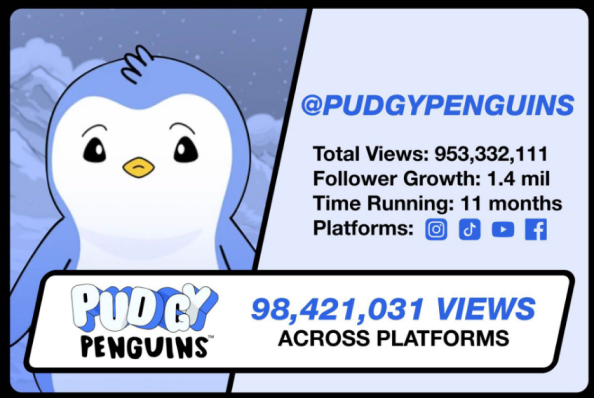 @PUDGYPENGUINS
Total Views: 953,332,111
Follower Growth: 1.4 mil
Time Running: 11 months
Platforms:
PUDGY
PENGUINS™
98,421,031 VIEWS
ACROSS PLATFORMS